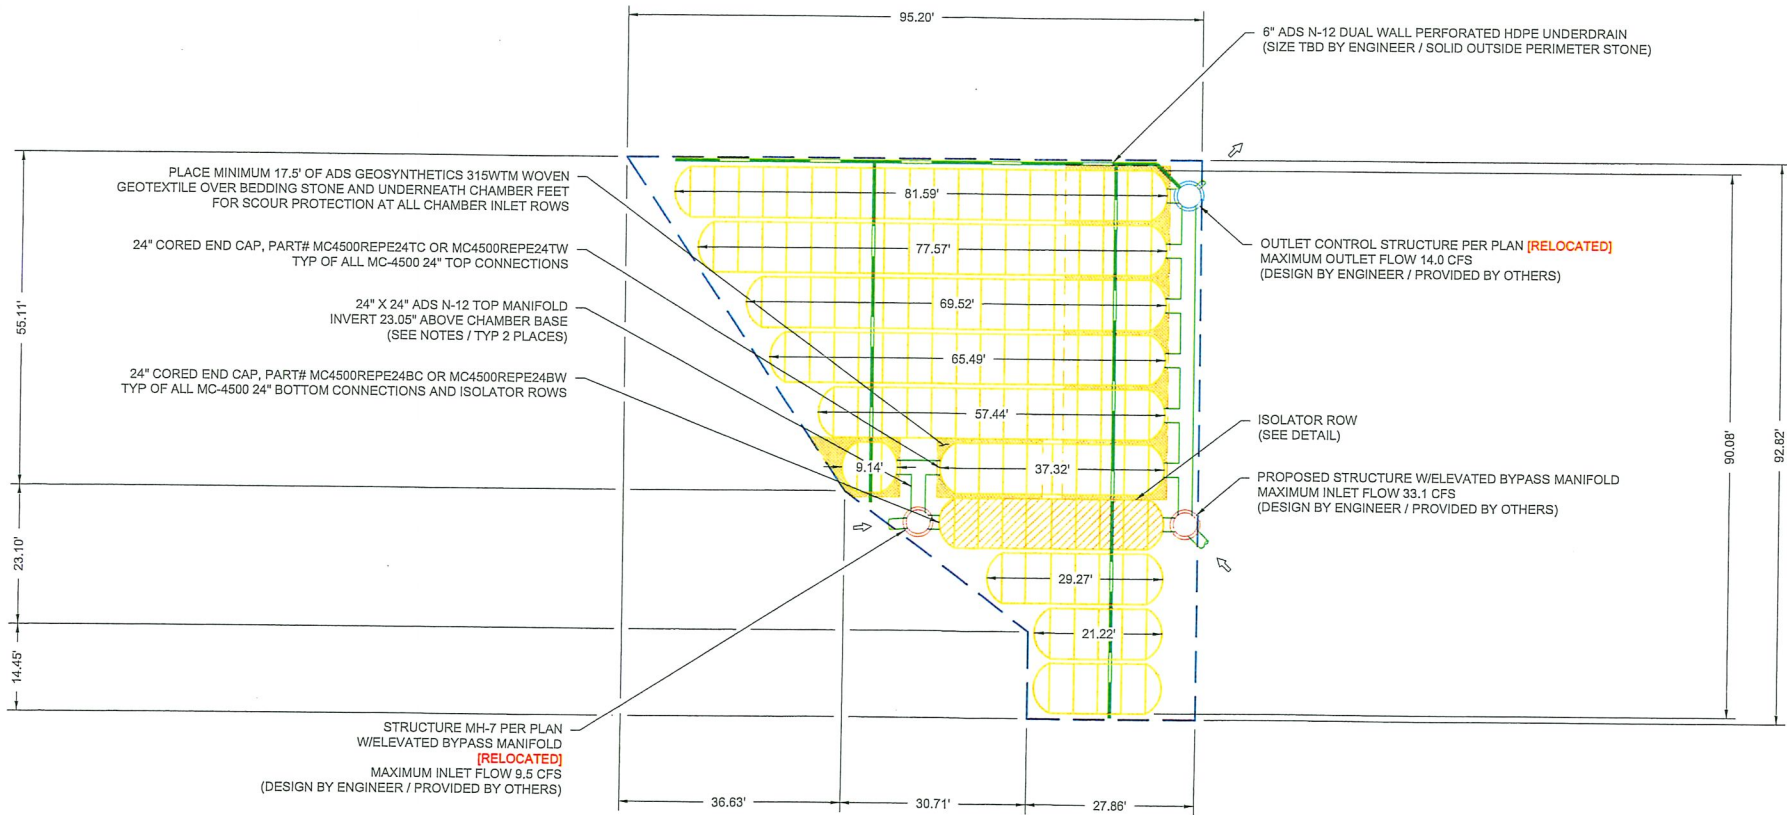 95.20'
6" ADS N-12 DUAL WALL PERFORATED HDPE UNDERDRAIN
(SIZE TBD BY ENGINEER / SOLID OUTSIDE PERIMETER STONE)
PLACE MINIMUM 17.5' OF ADS GEOSYNTHETICS 315WTM WOVEN
GEOTEXTILE OVER BEDDING STONE AND UNDERNEATH CHAMBER FEET
FOR SCOUR PROTECTION AT ALL CHAMBER INLET ROWS
24" CORED END CAP, PART# MC4500REPE24TC OR MC4500REPE24TW
TYP OF ALL MC-4500 24" TOP CONNECTIONS
24" X 24" ADS N-12 TOP MANIFOLD
INVERT 23.05" ABOVE CHAMBER BASE
(SEE NOTES / TYP 2 PLACES)
24" CORED END CAP, PART# MC4500REPE24BC OR MC4500REPE24BW
TYP OF ALL MC-4500 24" BOTTOM CONNECTIONS AND ISOLATOR ROWS
81.59'
77.57'
69.52'
65.49'
57.44'
9.14'
37.32'
29.27'
21.22'
OUTLET CONTROL STRUCTURE PER PLAN [RELOCATED]
MAXIMUM OUTLET FLOW 14.0 CFS
(DESIGN BY ENGINEER / PROVIDED BY OTHERS)
ISOLATOR ROW
(SEE DETAIL)
PROPOSED STRUCTURE W/ELEVATED BYPASS MANIFOLD
MAXIMUM INLET FLOW 33.1 CFS
(DESIGN BY ENGINEER / PROVIDED BY OTHERS)
55.11'
23.10'
14.45'
90.08'
92.82'
STRUCTURE MH-7 PER PLAN
W/ELEVATED BYPASS MANIFOLD
[RELOCATED]
MAXIMUM INLET FLOW 9.5 CFS
(DESIGN BY ENGINEER / PROVIDED BY OTHERS)
36.63'
30.71'
27.86'